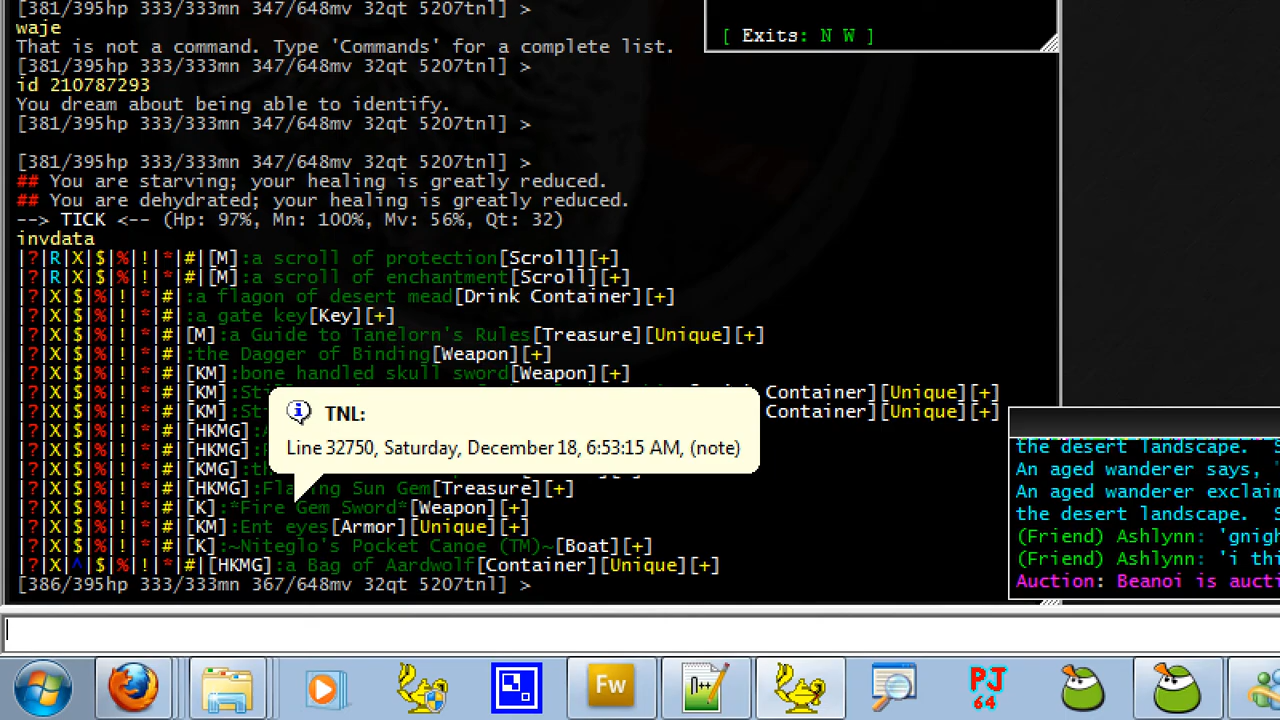 [381/395hp 333/333mn 347/648mv 32qt 5207tnl] >
waje
That is not a command. Type 'Commands' for a complete list.
[381/395hp 333/333mn 347/648mv 32qt 5207tnl] >
id 210787293
You dream about being able to identify.
[381/395hp 333/333mn 347/648mv 32qt 5207tnl] >
[381/395hp 333/333mn 347/648mv 32qt 5207tnl] >
## You are starving; your healing is greatly reduced.
## You are dehydrated; your healing is greatly reduced.
--> TICK <-- (Hp: 97%, Mn: 100%, Mv: 56%, Qt: 32)
invdata
|?|R|X|$|%|!|*|#|[M]:a scroll of protection[Scroll][+]
|?|R|X|$|%|!|*|#|[M]:a scroll of enchantment[Scroll][+]
|?|X|$|%|!|*|#|:a flagon of desert mead[Drink Container][+]
|?|X|$|%|!|*|#|:a gate key[Key][+]
|?|X|$|%|!|*|#|[M]:a Guide to Tanelorn's Rules[Treasure][Unique][+]
|?|X|$|%|!|*|#|:the Dagger of Binding[Weapon][+]
|?|X|$|%|!|*|#|[KM]:bone handled skull sword[Weapon][+]
|?|X|$|%|!|*|#|[KM]: Container][Unique][+]
|?|X|$|%|!|*|#|[KM]: Container][Unique][+]
|?|X|$|%|!|*|#|[HKMG]:
|?|X|$|%|!|*|#|[HKMG]:
|?|X|$|%|!|*|#|[KMG]:
|?|X|$|%|!|*|#|[HKMG]:Flaming Sun Gem[Treasure][+]
|?|X|$|%|!|*|#|[K]:*Fire Gem Sword*[Weapon][+]
|?|X|$|%|!|*|#|[KM]:Ent eyes[Armor][Unique][+]
|?|X|$|%|!|*|#|[K]:~Niteglo's Pocket Canoe (TM)~[Boat][+]
|?|X|^|$|%|!|*|#|[HKMG]:a Bag of Aardwolf[Container][Unique][+]
[386/395hp 333/333mn 367/648mv 32qt 5207tnl] >
TNL:
Line 32750, Saturday, December 18, 6:53:15 AM, (note)
[ Exits: N W ]
the desert landscape.
An aged wanderer says, '
An aged wanderer exclaim
the desert landscape.
(Friend) Ashlynn: 'gnigh
(Friend) Ashlynn: 'i thi
Auction: Beanoi is aucti
Fw
n++
PJ
64